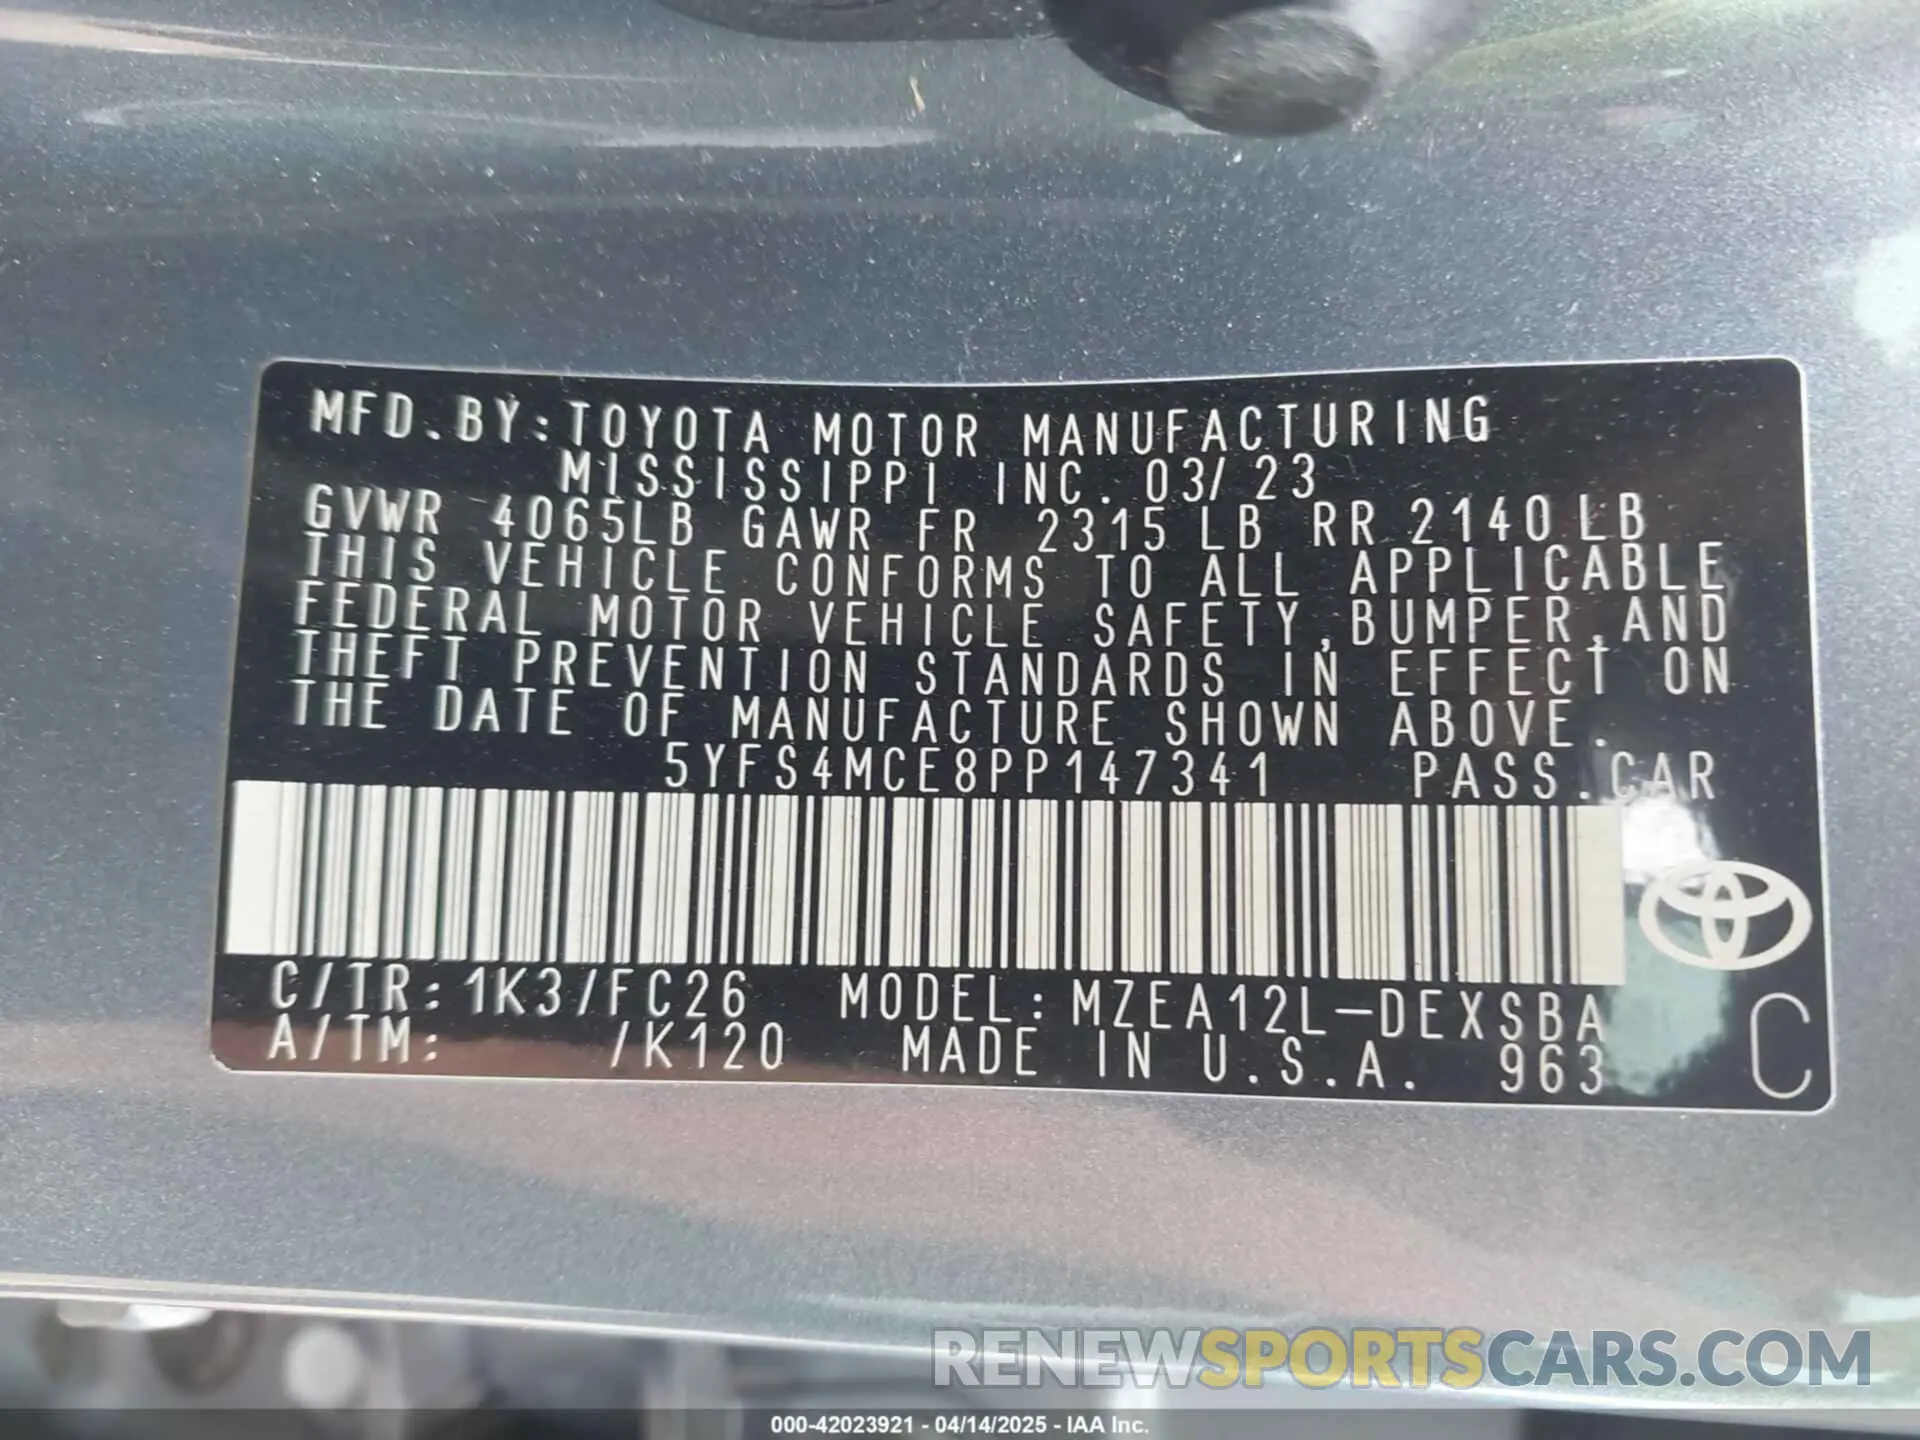 MFD.BY:TOYOTA MOTOR MANUFACTURING
MISSISSIPPI INC. 03/23
GVWR 4065LB GAWR FR 2315 LB RR 2140 LB
THIS VEHICLE CONFORMS TO ALL APPLICABLE
FEDERAL MOTOR VEHICLE SAFETY,BUMPER,AND
THEFT PREVENTION STANDARDS IN EFFECT ON
THE DATE OF MANUFACTURE SHOWN ABOVE.
5YFS4MCE8PP147341 PASS.CAR
C/TR:1K3/FC26 MODEL:MZEA12L-DEXSBA
A/TM: /K120 MADE IN U.S.A. 963 C
RENEWSPORTSCARS.COM
000-42023921 - 04/14/2025 - IAA Inc.